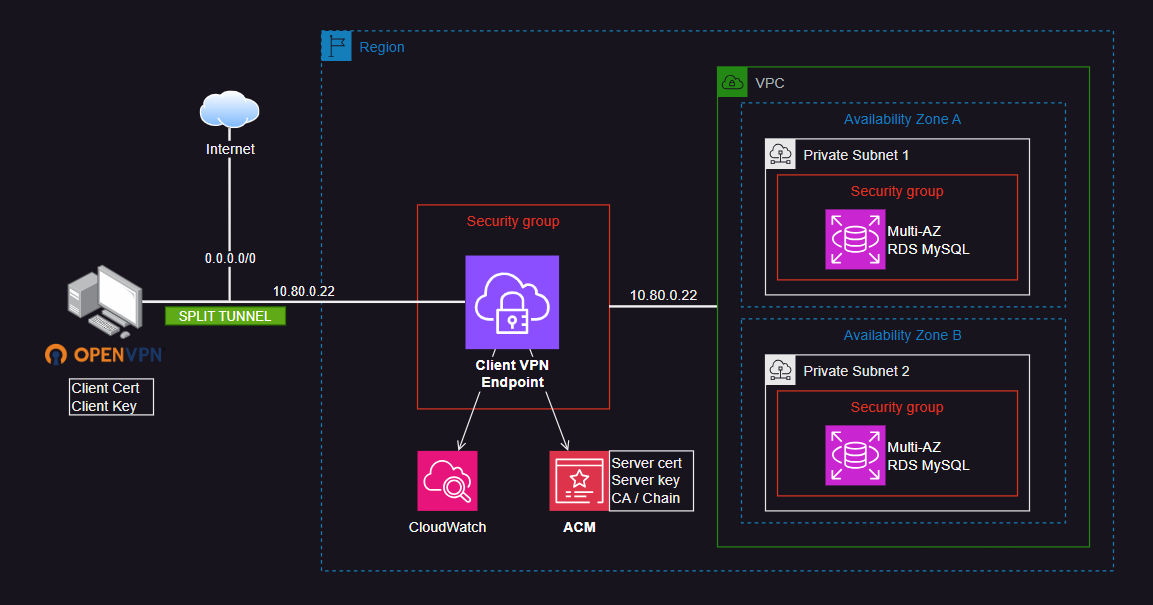 Region
VPC
Availability Zone A
Private Subnet 1
Security group
Multi-AZ
RDS MySQL
Internet
0.0.0.0/0
10.80.0.22
SPLIT TUNNEL
OPENVPN
Client Cert
Client Key
Security group
Client VPN
Endpoint
10.80.0.22
CloudWatch
Server cert
Server key
CA / Chain
ACM
Availability Zone B
Private Subnet 2
Security group
Multi-AZ
RDS MySQL